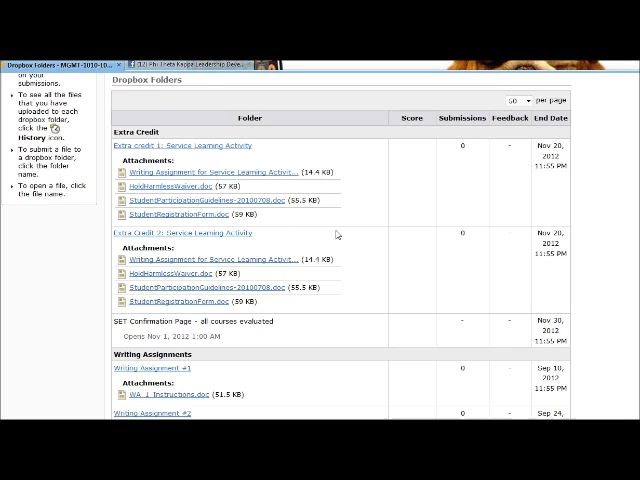 Dropbox Folders - MGMT-1010-LO...
(12) Phi Theta Kappa Leadership Deve...
on your
submissions.
To see all the files
that you have
uploaded to each
dropbox folder,
click the
History icon.
To submit a file to
a dropbox folder,
click the folder
name.
To open a file, click
the file name.
Dropbox Folders
50 per page
Folder Score Submissions Feedback End Date
Extra Credit
Extra credit 1: Service Learning Activity 0 - Nov 20,
2012
11:55 PM
Attachments:
Writing Assignment for Service Learning Activit... (14.4 KB)
HoldHarmlessWaiver.doc (57 KB)
StudentParticipationGuidelines-20100708.doc (55.5 KB)
StudentRegistrationForm.doc (59 KB)
Extra Credit 2: Service Learning Activity 0 - Nov 20,
2012
11:55 PM
Attachments:
Writing Assignment for Service Learning Activit... (14.4 KB)
HoldHarmlessWaiver.doc (57 KB)
StudentParticipationGuidelines-20100708.doc (55.5 KB)
StudentRegistrationForm.doc (59 KB)
SET Confirmation Page - all courses evaluated - - Nov 30,
2012
11:55 PM
Opens Nov 1, 2012 1:00 AM
Writing Assignments
Writing Assignment #1 0 - Sep 10,
2012
11:55 PM
Attachments:
WA_1_Instructions.doc (51.5 KB)
Writing Assignment #2 0 - Sep 24,